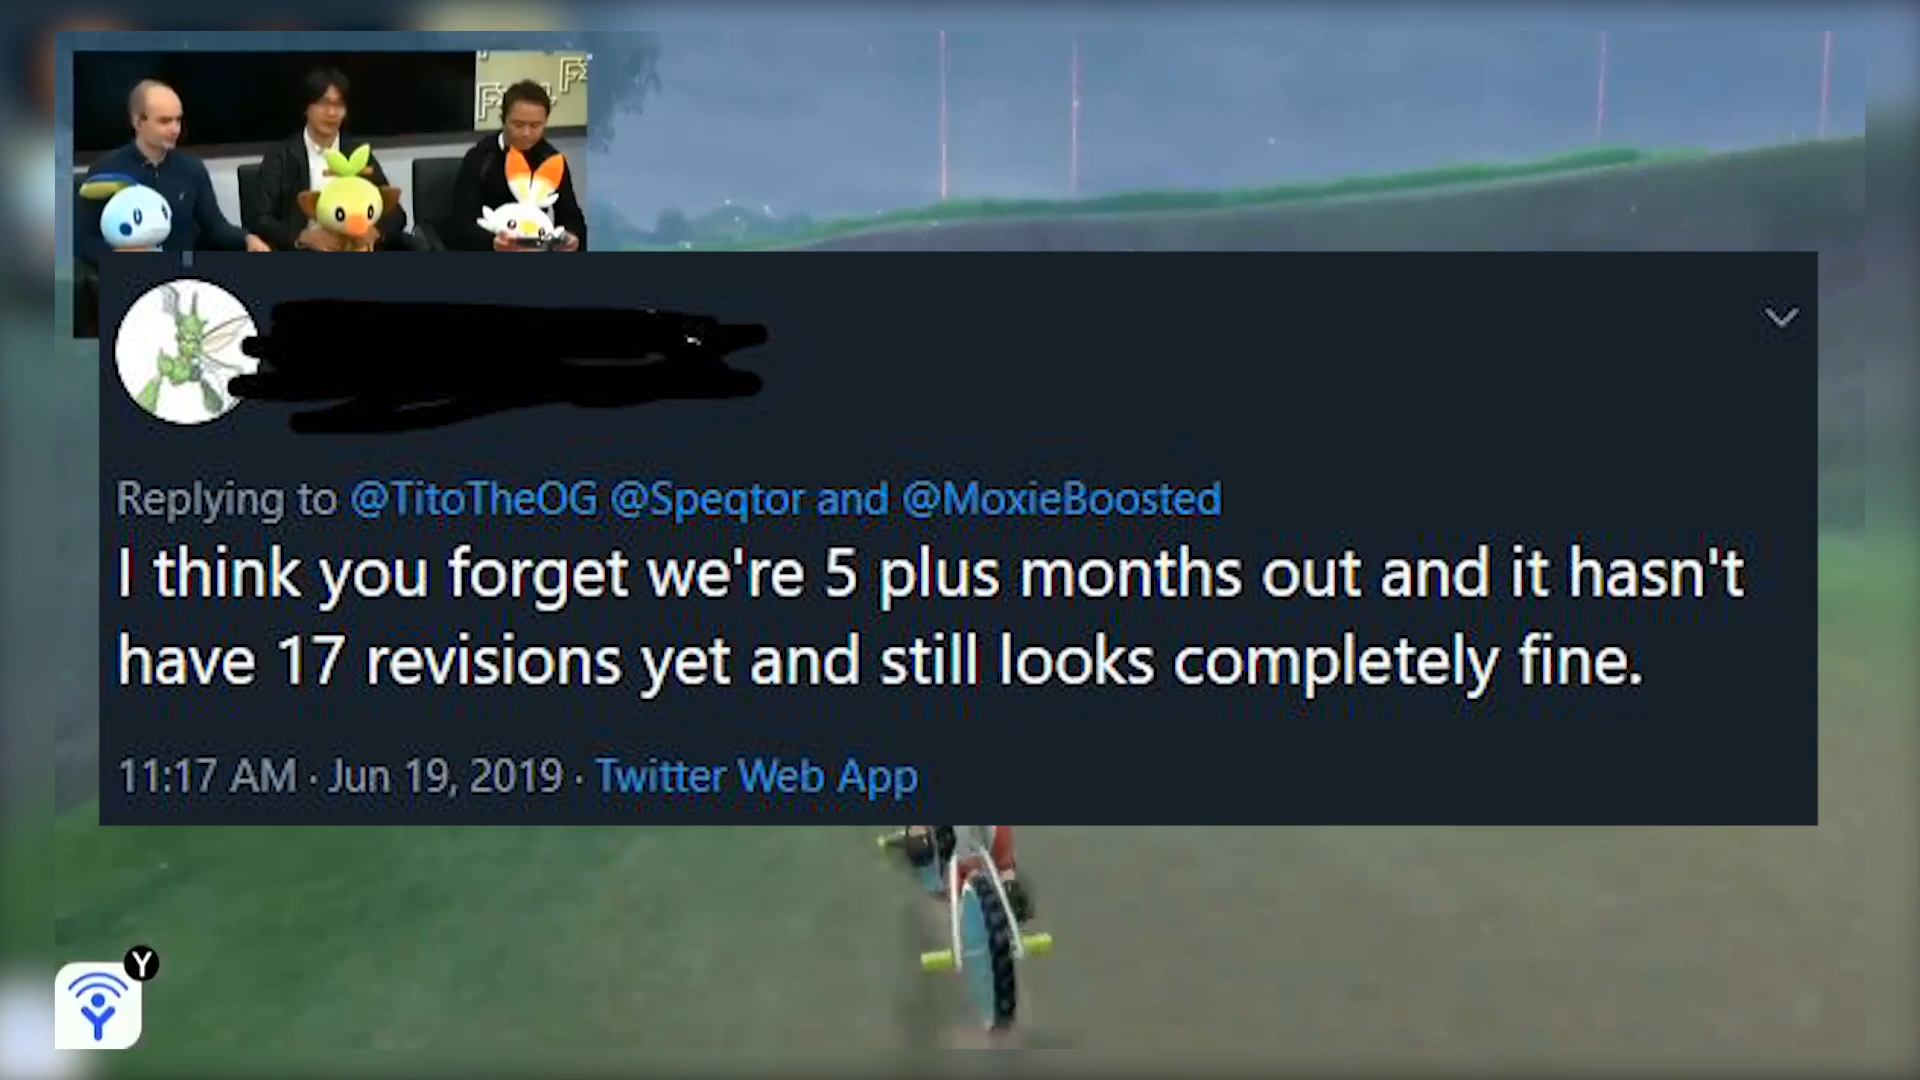 Replying to @TitoTheOG @Speqtor and @MoxieBoosted
I think you forget we're 5 plus months out and it hasn't
have 17 revisions yet and still looks completely fine.
11:17 AM · Jun 19, 2019 · Twitter Web App
Y